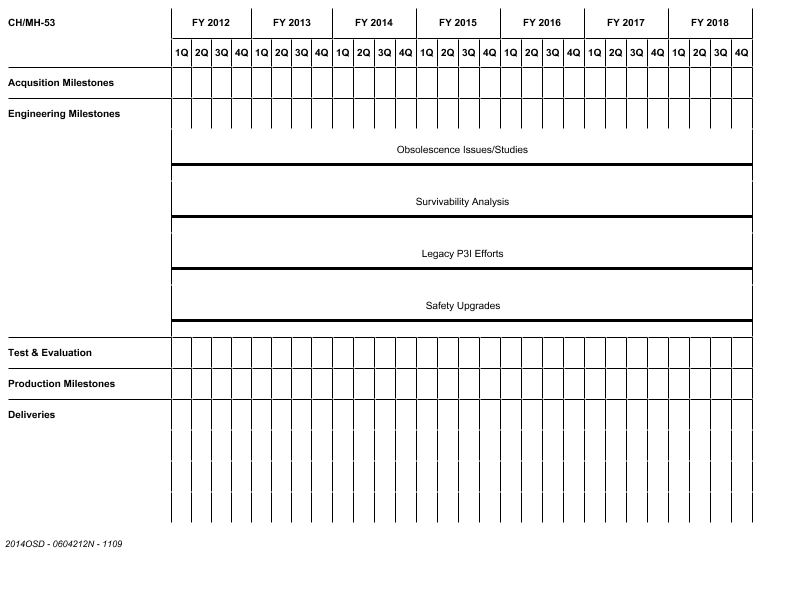 CH/MH-53 FY 2012 FY 2013 FY 2014 FY 2015 FY 2016 FY 2017 FY 2018
1Q 2Q 3Q 4Q 1Q 2Q 3Q 4Q 1Q 2Q 3Q 4Q 1Q 2Q 3Q 4Q 1Q 2Q 3Q 4Q 1Q 2Q 3Q 4Q 1Q 2Q 3Q 4Q
Acqusition Milestones
Engineering Milestones
Obsolescence Issues/Studies
Survivability Analysis
Legacy P3I Efforts
Safety Upgrades
Test & Evaluation
Production Milestones
Deliveries
2014OSD - 0604212N - 1109